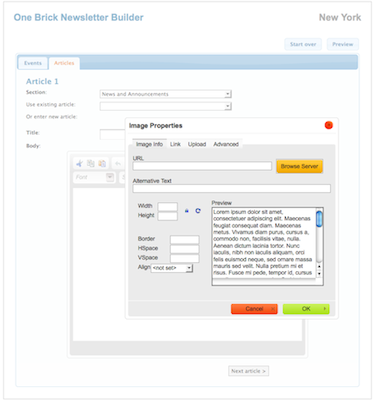 One Brick Newsletter Builder
New York
Start over
Preview
Events
Articles
Article 1
Section:
News and Announcements
Use existing article:
Or enter new article:
Title:
Body:
Font
Image Properties
Image Info
Link
Upload
Advanced
URL
Browse Server
Alternative Text
Width
Height
Border
HSpace
VSpace
Align
<not set>
Preview
Lorem ipsum dolor sit amet,
consectetuer adipiscing elit. Maecenas
feugiat consequat diam. Maecenas
metus. Vivamus diam purus, cursus a,
commodo non, facilisis vitae, nulla.
Aenean dictum lacinia tortor. Nunc
iaculis, nibh non iaculis aliquam, orci
felis euismod neque, sed ornare massa
mauris sed velit. Nulla pretium mi et
risus. Fusce mi pede, tempor id, cursus
Cancel
OK
Next article >